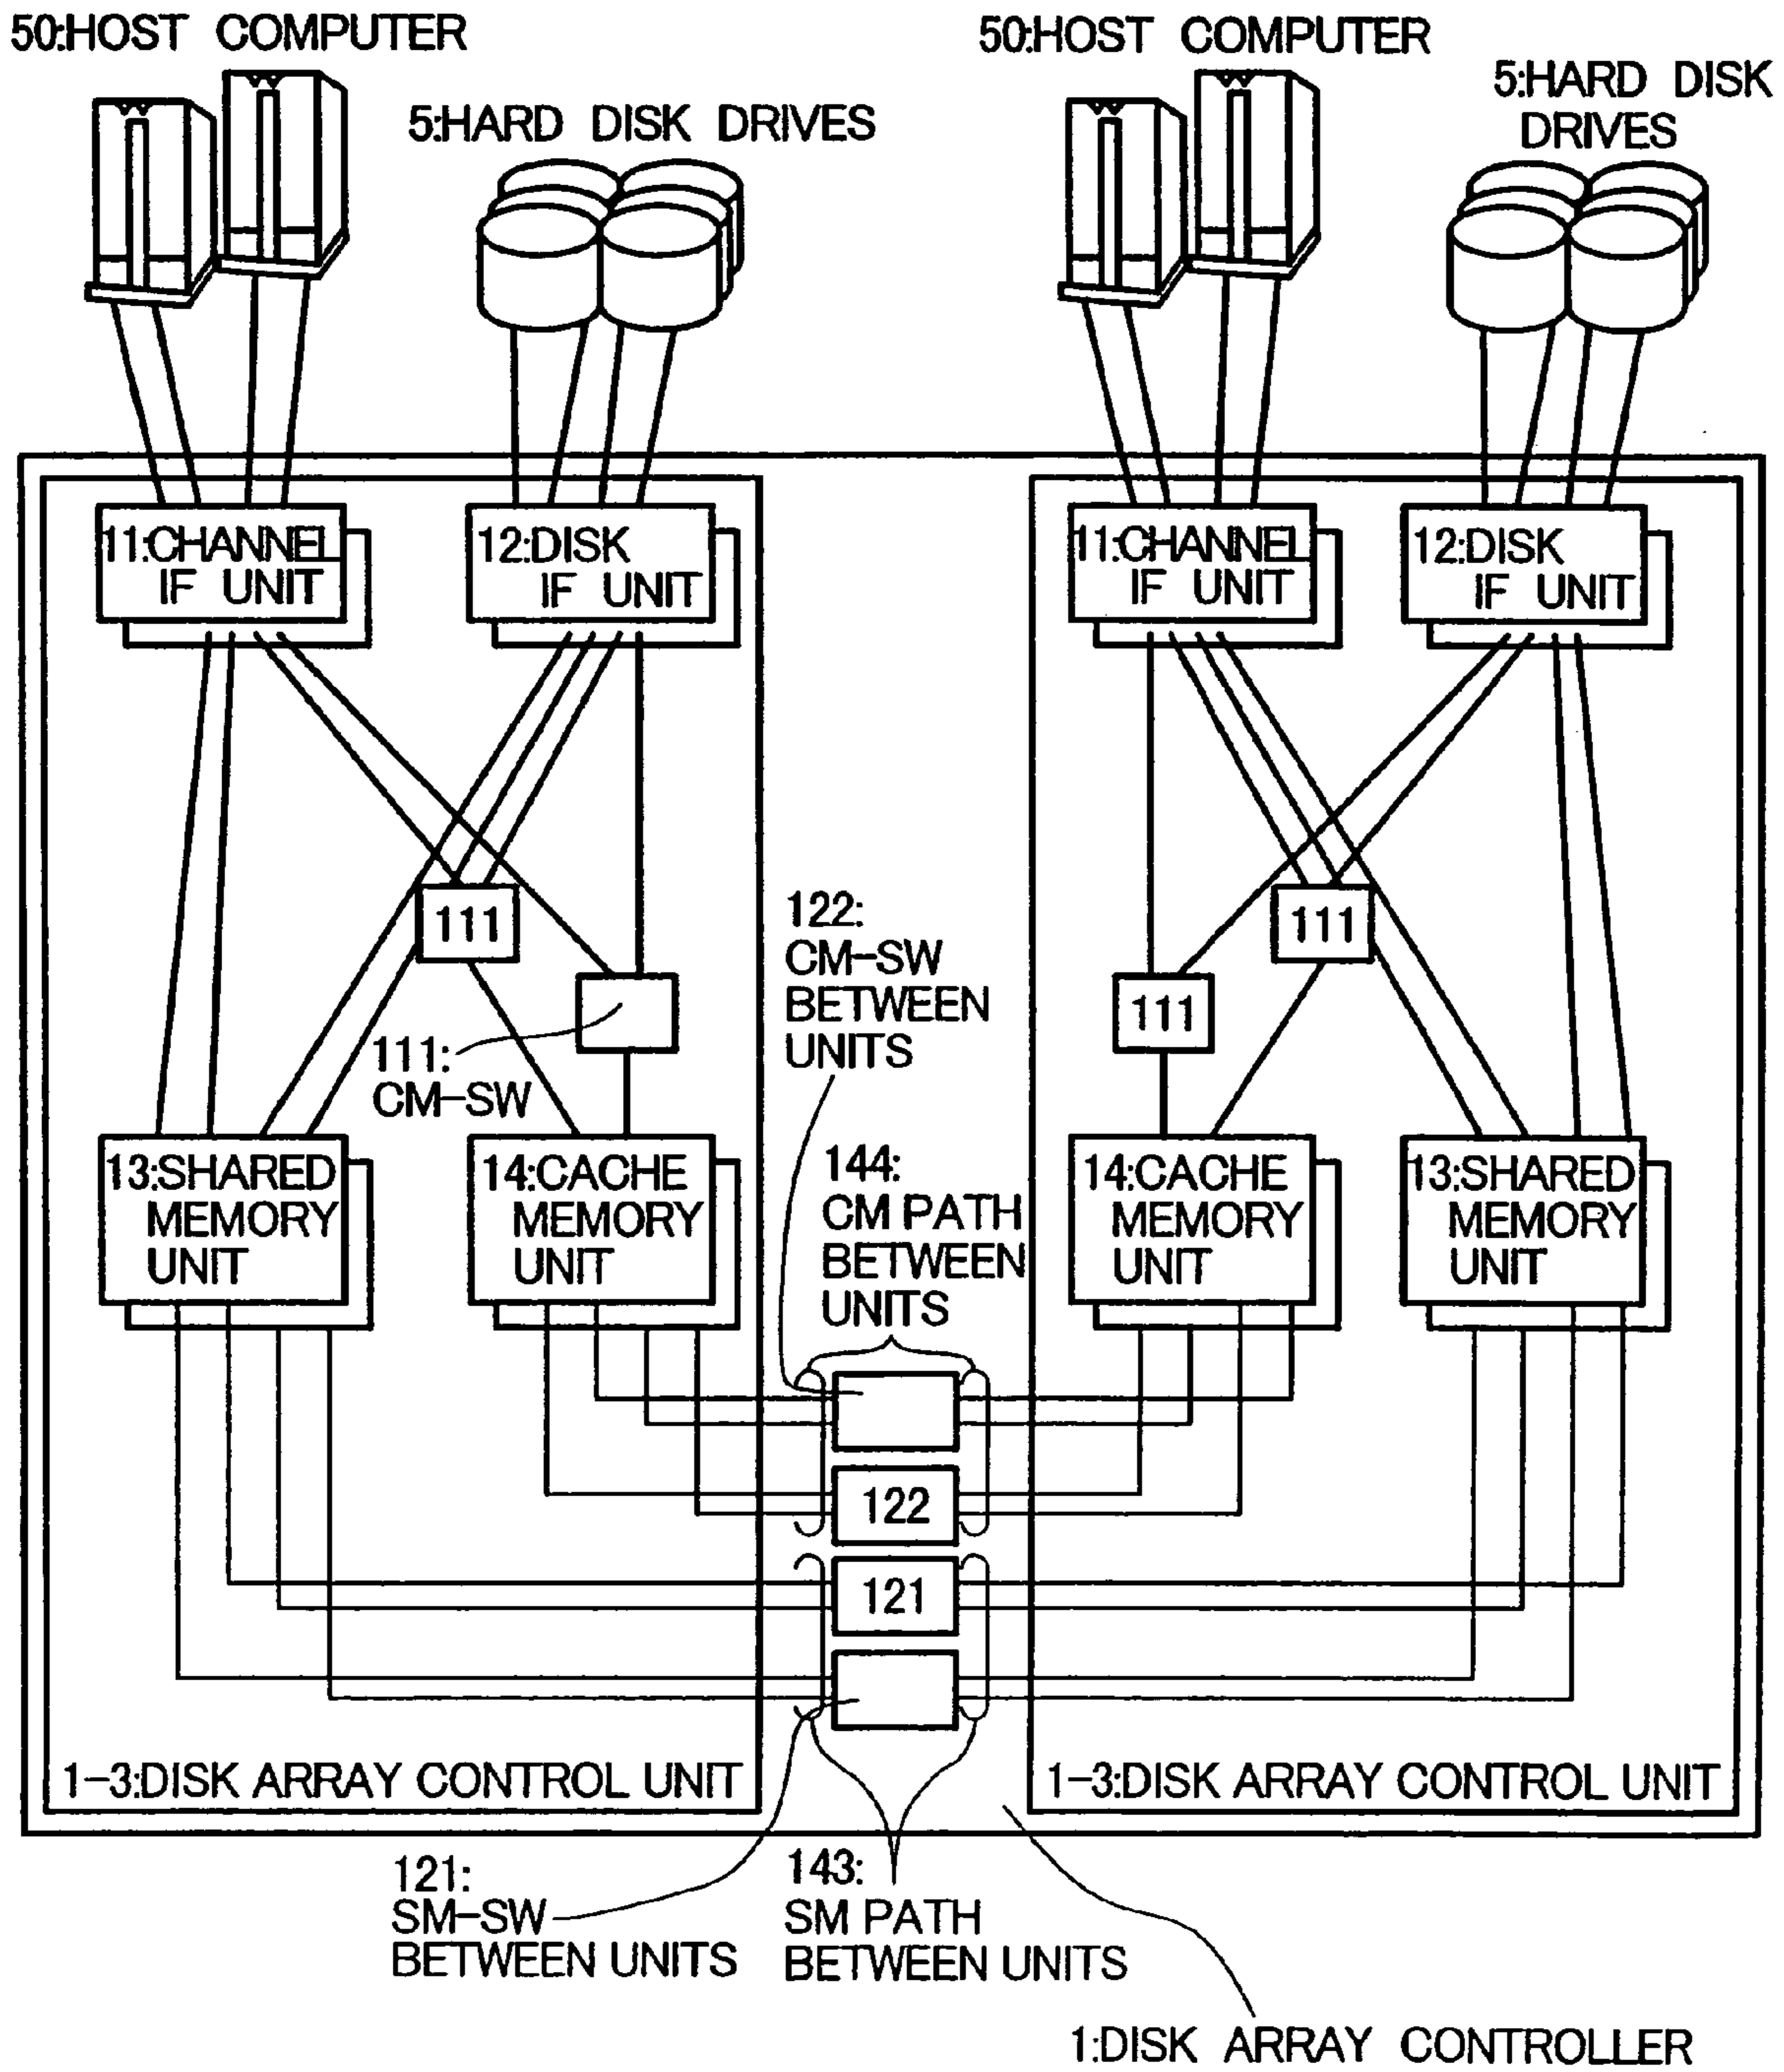 50:HOST COMPUTER
50:HOST COMPUTER
5:HARD DISK DRIVES
5:HARD DISK
DRIVES
11:CHANNEL
IF UNIT
12:DISK
IF UNIT
11:CHANNEL
IF UNIT
12:DISK
IF UNIT
111
111
111
111:
CM-SW
122:
CM-SW
BETWEEN
UNITS
13:SHARED
MEMORY
UNIT
14:CACHE
MEMORY
UNIT
144:
CM PATH
BETWEEN
UNITS
14:CACHE
MEMORY
UNIT
13:SHARED
MEMORY
UNIT
122
121
1-3:DISK ARRAY CONTROL UNIT
1-3:DISK ARRAY CONTROL UNIT
121:
SM-SW
BETWEEN UNITS
143:
SM PATH
BETWEEN UNITS
1:DISK ARRAY CONTROLLER